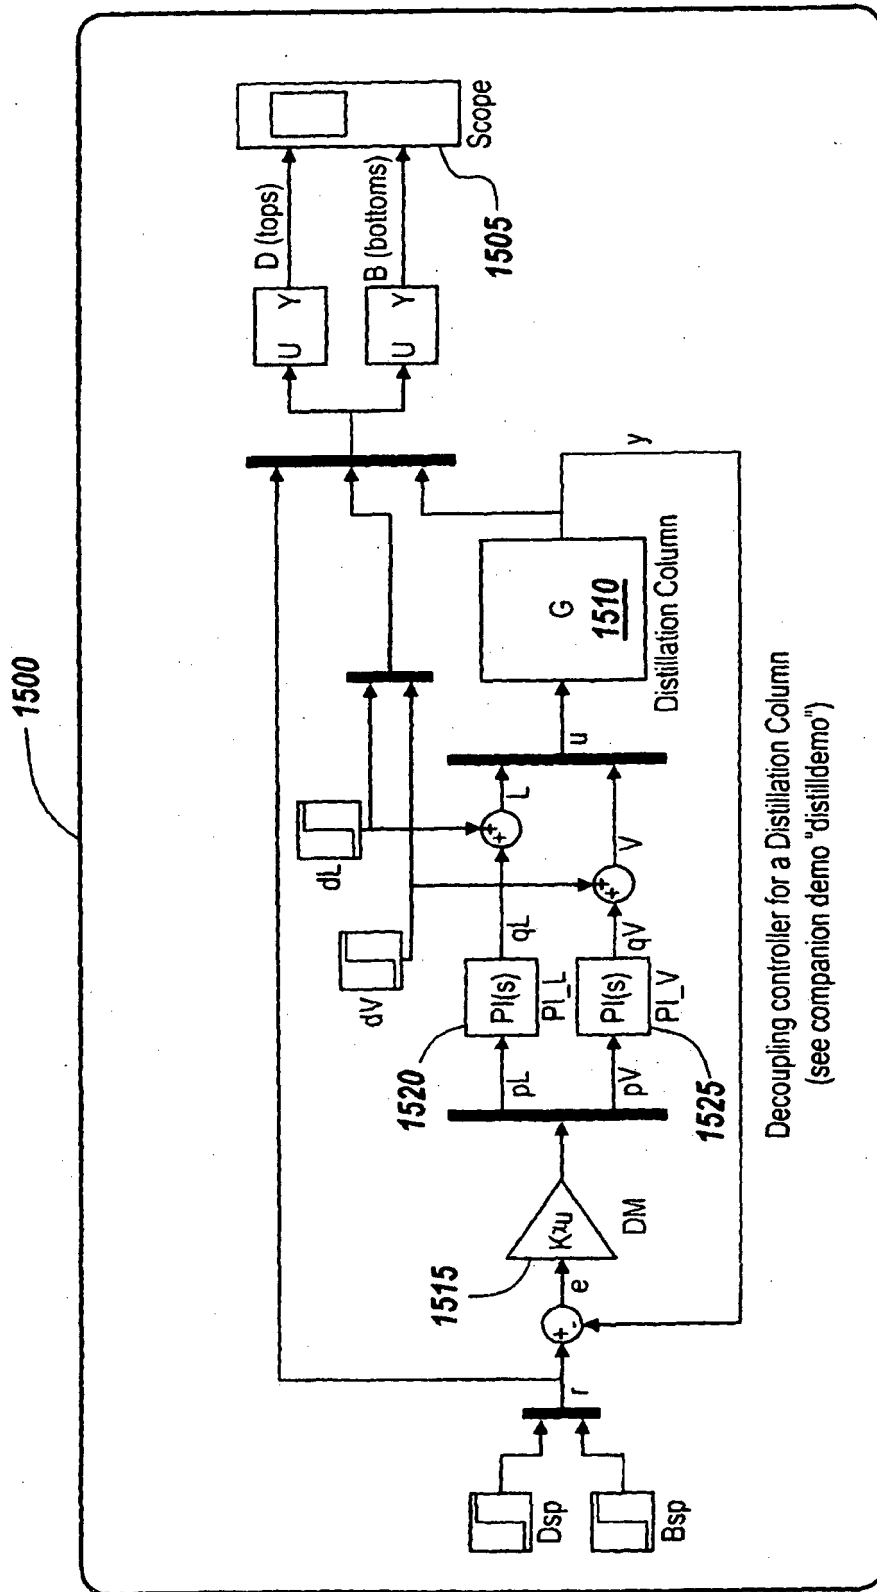 1500
Dsp
Bsp
r
+
-
e
1515
K*u
DM
pL
pV
1520
PI(s)
PI_L
PI(s)
PI_V
1525
qL
qV
dV
dL
+
+
L
+
+
V
u
G
1510
Distillation Column
y
U Y
D (tops)
U Y
B (bottoms)
Scope
1505
Decoupling controller for a Distillation Column
(see companion demo "distilldemo")